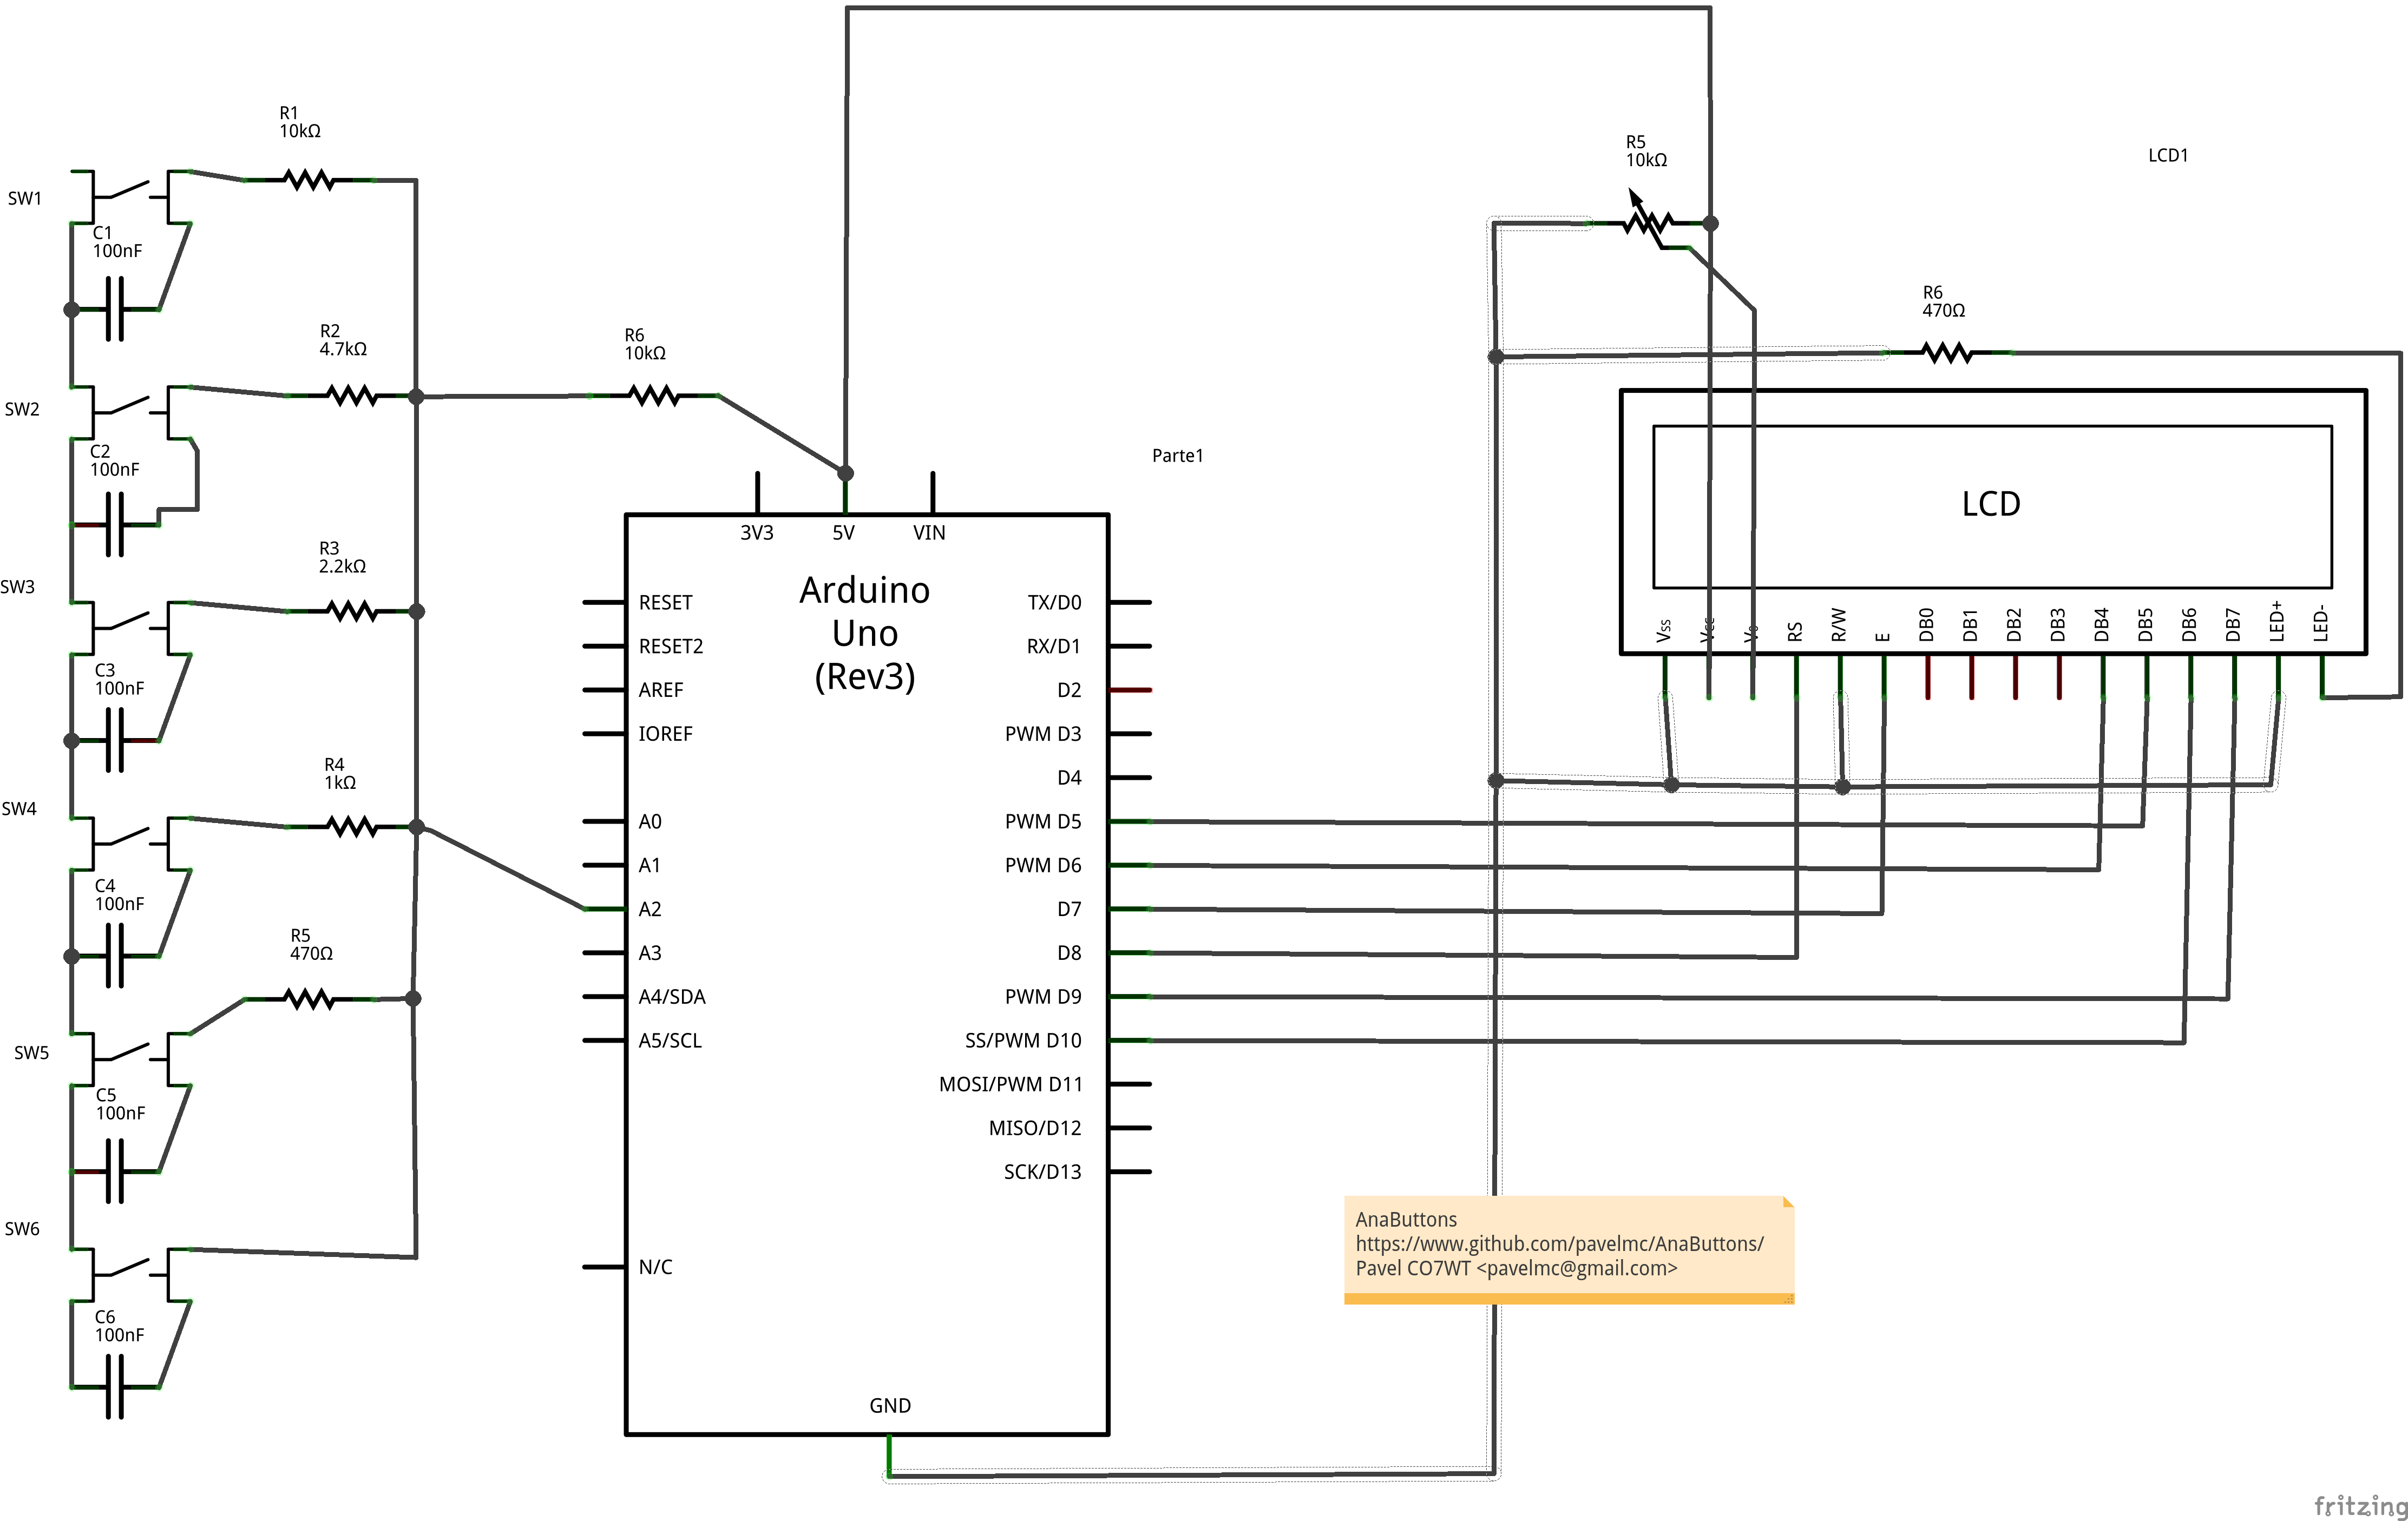 R1
10kΩ
SW1
C1
100nF
R2
4.7kΩ
SW2
C2
100nF
R3
2.2kΩ
SW3
C3
100nF
R4
1kΩ
SW4
C4
100nF
R5
470Ω
SW5
C5
100nF
SW6
C6
100nF
R6
10kΩ
Parte1
3V3
5V
VIN
Arduino
Uno
(Rev3)
RESET
RESET2
AREF
IOREF
A0
A1
A2
A3
A4/SDA
A5/SCL
N/C
TX/D0
RX/D1
D2
PWM D3
D4
PWM D5
PWM D6
D7
D8
PWM D9
SS/PWM D10
MOSI/PWM D11
MISO/D12
SCK/D13
GND
R5
10kΩ
LCD1
R6
470Ω
LCD
Vss
Vcc
V0
RS
R/W
E
DB0
DB1
DB2
DB3
DB4
DB5
DB6
DB7
LED+
LED-
AnaButtons
https://www.github.com/pavelmc/AnaButtons/
Pavel CO7WT <pavelmc@gmail.com>
fritzing